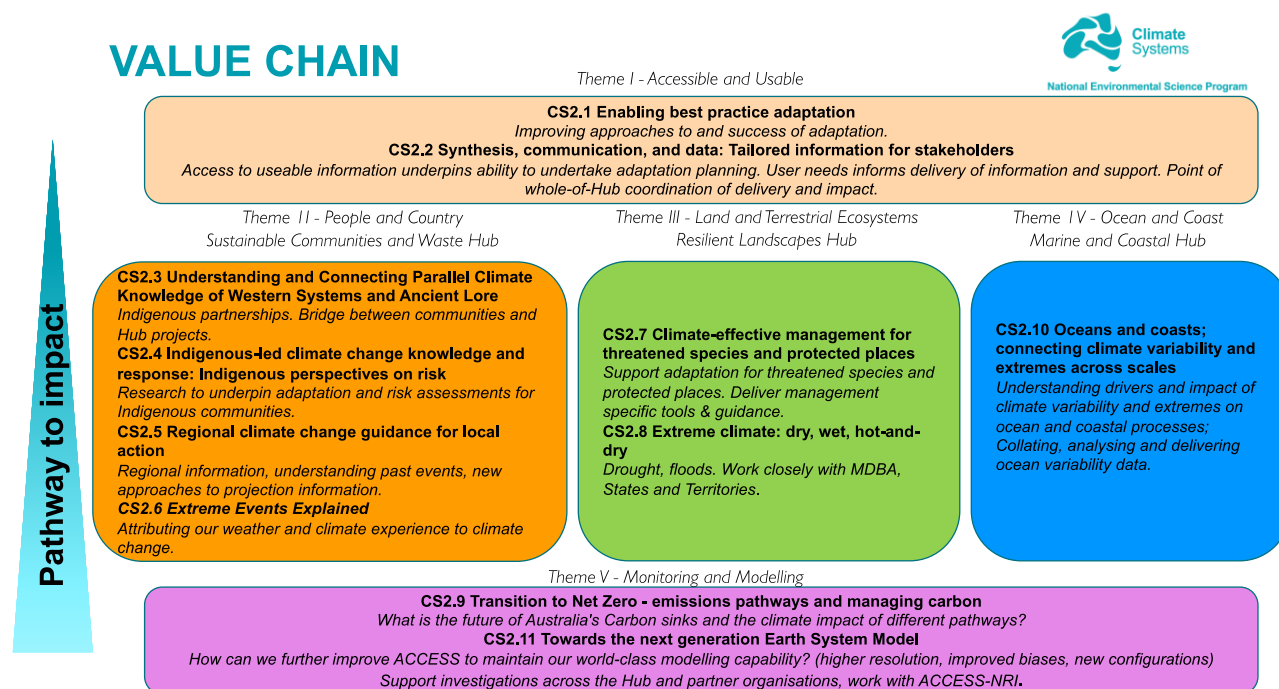 VALUE CHAIN
Climate
Systems
National Environmental Science Program
Theme I - Accessible and Usable
CS2.1 Enabling best practice adaptation
Improving approaches to and success of adaptation.
CS2.2 Synthesis, communication, and data: Tailored information for stakeholders
Access to useable information underpins ability to undertake adaptation planning. User needs informs delivery of information and support. Point of
whole-of-Hub coordination of delivery and impact.
Pathway to impact
Theme 11 - People and Country
Sustainable Communities and Waste Hub
CS2.3 Understanding and Connecting Parallel Climate
Knowledge of Western Systems and Ancient Lore
Indigenous partnerships. Bridge between communities and
Hub projects.
CS2.4 Indigenous-led climate change knowledge and
response: Indigenous perspectives on risk
Research to underpin adaptation and risk assessments for
Indigenous communities.
CS2.5 Regional climate change guidance for local
action
Regional information, understanding past events, new
approaches to projection information.
CS2.6 Extreme Events Explained
Attributing our weather and climate experience to climate
change.
Theme III - Land and Terrestrial Ecosystems
Resilient Landscapes Hub
CS2.7 Climate-effective management for
threatened species and protected places
Support adaptation for threatened species and
protected places. Deliver management
specific tools & guidance.
CS2.8 Extreme climate: dry, wet, hot-and-
dry
Drought, floods. Work closely with MDBA,
States and Territories.
Theme 1V - Ocean and Coast
Marine and Coastal Hub
CS2.10 Oceans and coasts;
connecting climate variability and
extremes across scales
Understanding drivers and impact of
climate variability and extremes on
ocean and coastal processes;
Collating, analysing and delivering
ocean variability data.
Theme V - Monitoring and Modelling
CS2.9 Transition to Net Zero - emissions pathways and managing carbon
What is the future of Australia's Carbon sinks and the climate impact of different pathways?
CS2.11 Towards the next generation Earth System Model
How can we further improve ACCESS to maintain our world-class modelling capability? (higher resolution, improved biases, new configurations)
Support investigations across the Hub and partner organisations, work with ACCESS-NRI.